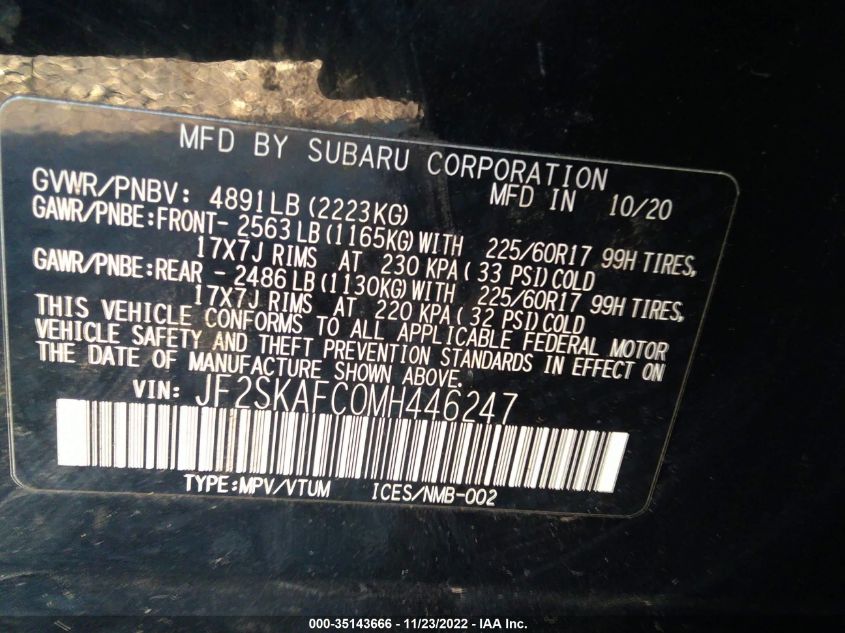 MFD BY SUBARU CORPORATION
GVWR/PNBV: 4891LB (2223KG) MFD IN 10/20
GAWR/PNBE:FRONT- 2563 LB (1165KG) WITH 225/60R17 99H TIRES,
17X7J RIMS AT 230 KPA ( 33 PSI) COLD
GAWR/PNBE:REAR - 2486 LB (1130KG) WITH 225/60R17 99H TIRES,
17X7J RIMS AT 220 KPA ( 32 PSI) COLD
THIS VEHICLE CONFORMS TO ALL APPLICABLE FEDERAL MOTOR
VEHICLE SAFETY AND THEFT PREVENTION STANDARDS IN EFFECT ON
THE DATE OF MANUFACTURE SHOWN ABOVE.
VIN: JF2SKAFC0MH446247
TYPE:MPV/VTUM ICES/NMB-002
000-35143666 - 11/23/2022 - IAA Inc.